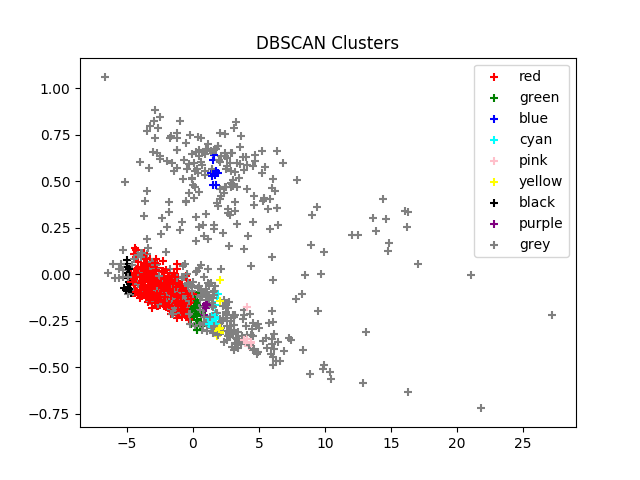 DBSCAN Clusters
1.00
0.75
0.50
0.25
0.00
−0.25
−0.50
−0.75
−5
0
5
10
15
20
25
red
green
blue
cyan
pink
yellow
black
purple
grey